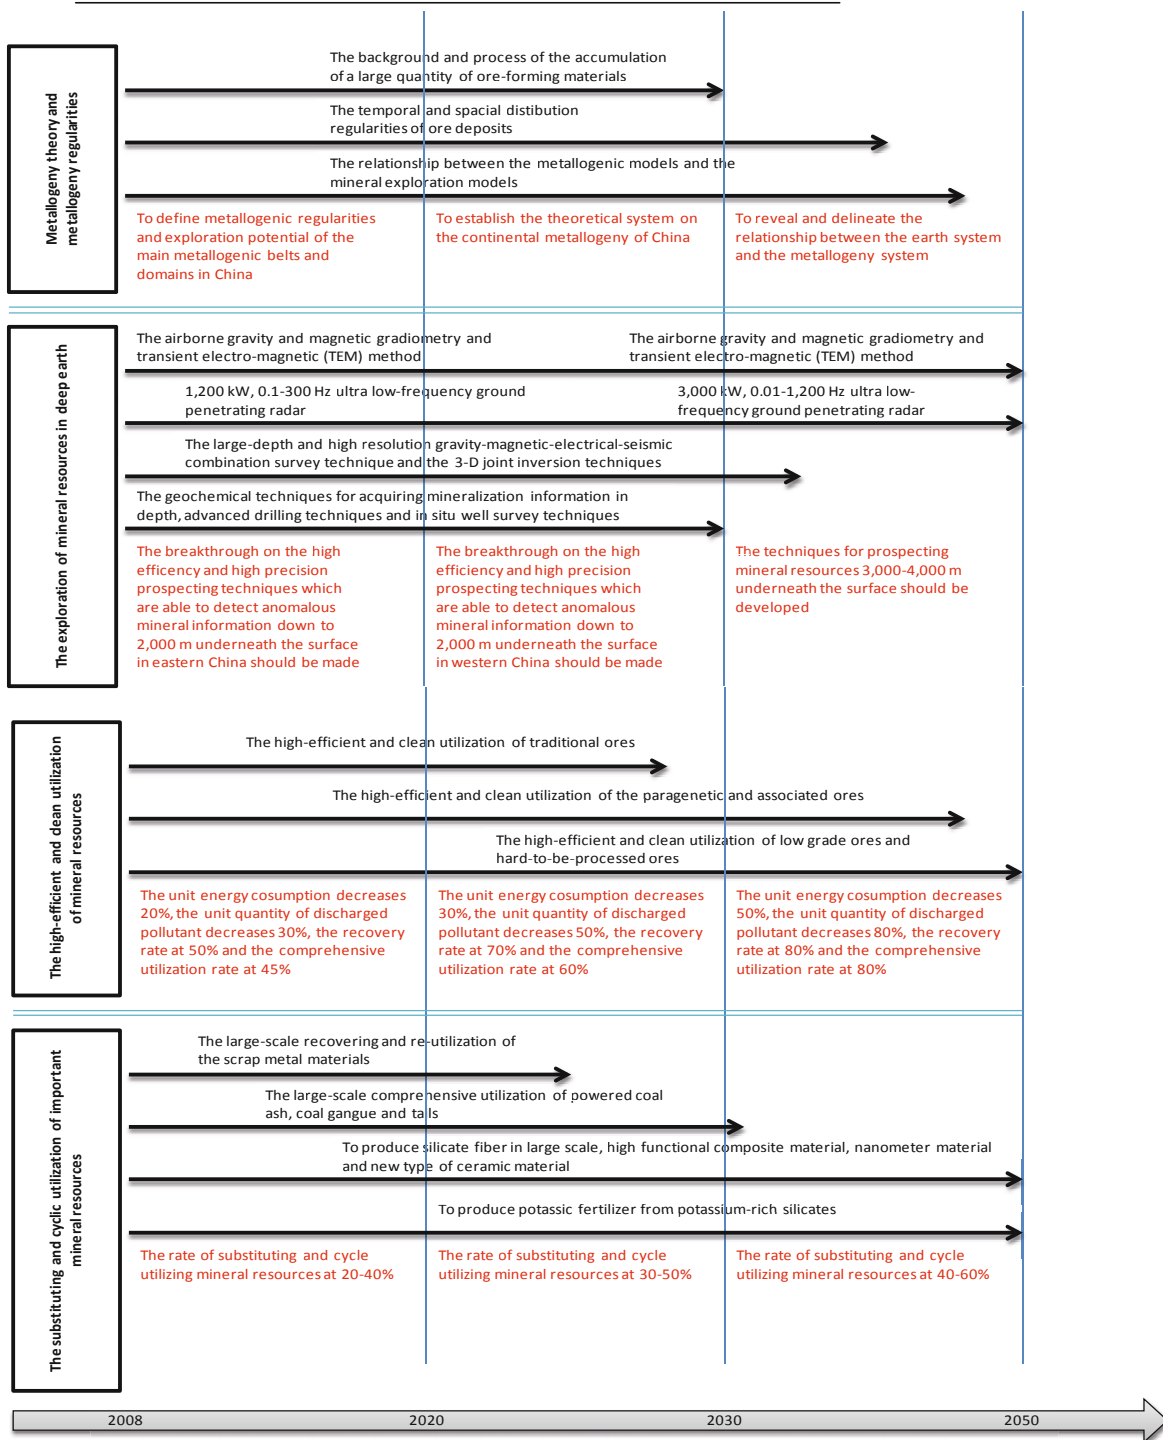 Metallogeny theory and
metallogeny regularities
The background and process of the accumulation
of a large quantity of ore-forming materials
The temporal and spacial distibution
regularities of ore deposits
The relationship between the metallogenic models and the
mineral exploration models
To define metallogenic regularities
and exploration potential of the
main metallogenic belts and
domains in China
To establish the theoretical system on
the continental metallogeny of China
To reveal and delineate the
relationship between the earth system
and the metallogeny system
The exploration of mineral resources in deep earth
The airborne gravity and magnetic gradiometry and
transient electro-magnetic (TEM) method
The airborne gravity and magnetic gradiometry and
transient electro-magnetic (TEM) method
1,200 kW, 0.1-300 Hz ultra low-frequency ground
penetrating radar
3,000 kW, 0.01-1,200 Hz ultra low-
frequency ground penetrating radar
The large-depth and high resolution gravity-magnetic-electrical-seismic
combination survey technique and the 3-D joint inversion techniques
The geochemical techniques for acquiring mineralization information in
depth, advanced drilling techniques and in situ well survey techniques
The breakthrough on the high
efficency and high precision
prospecting techniques which
are able to detect anomalous
mineral information down to
2,000 m underneath the surface
in eastern China should be made
The breakthrough on the high
efficiency and high precision
prospecting techniques which
are able to detect anomalous
mineral information down to
2,000 m underneath the surface
in western China should be made
The techniques for prospecting
mineral resources 3,000-4,000 m
underneath the surface should be
developed
The high-efficient and clean utilization
of mineral resources
The high-efficient and clean utilization of traditional ores
The high-efficient and clean utilization of the paragenetic and associated ores
The high-efficient and clean utilization of low grade ores and
hard-to-be-processed ores
The unit energy cosumption decreases
20%, the unit quantity of discharged
pollutant decreases 30%, the recovery
rate at 50% and the comprehensive
utilization rate at 45%
The unit energy cosumption decreases
30%, the unit quantity of discharged
pollutant decreases 50%, the recovery
rate at 70% and the comprehensive
utilization rate at 60%
The unit energy cosumption decreases
50%, the unit quantity of discharged
pollutant decreases 80%, the recovery
rate at 80% and the comprehensive
utilization rate at 80%
The substituting and cyclic utilization of important
mineral resources
The large-scale recovering and re-utilization of
the scrap metal materials
The large-scale comprehensive utilization of powered coal
ash, coal gangue and tails
To produce silicate fiber in large scale, high functional composite material, nanometer material
and new type of ceramic material
To produce potassic fertilizer from potassium-rich silicates
The rate of substituting and cycle
utilizing mineral resources at 20-40%
The rate of substituting and cycle
utilizing mineral resources at 30-50%
The rate of substituting and cycle
utilizing mineral resources at 40-60%
2008
2020
2030
2050